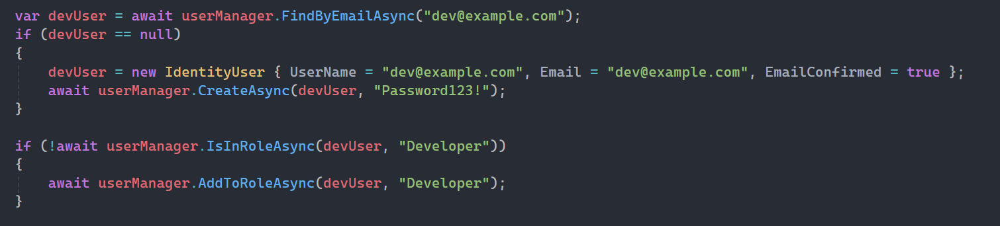 var devUser = await userManager.FindByEmailAsync("dev@example.com");
if (devUser == null)
{
    devUser = new IdentityUser { UserName = "dev@example.com", Email = "dev@example.com", EmailConfirmed = true };
    await userManager.CreateAsync(devUser, "Password123!");
}

if (!await userManager.IsInRoleAsync(devUser, "Developer"))
{
    await userManager.AddToRoleAsync(devUser, "Developer");
}